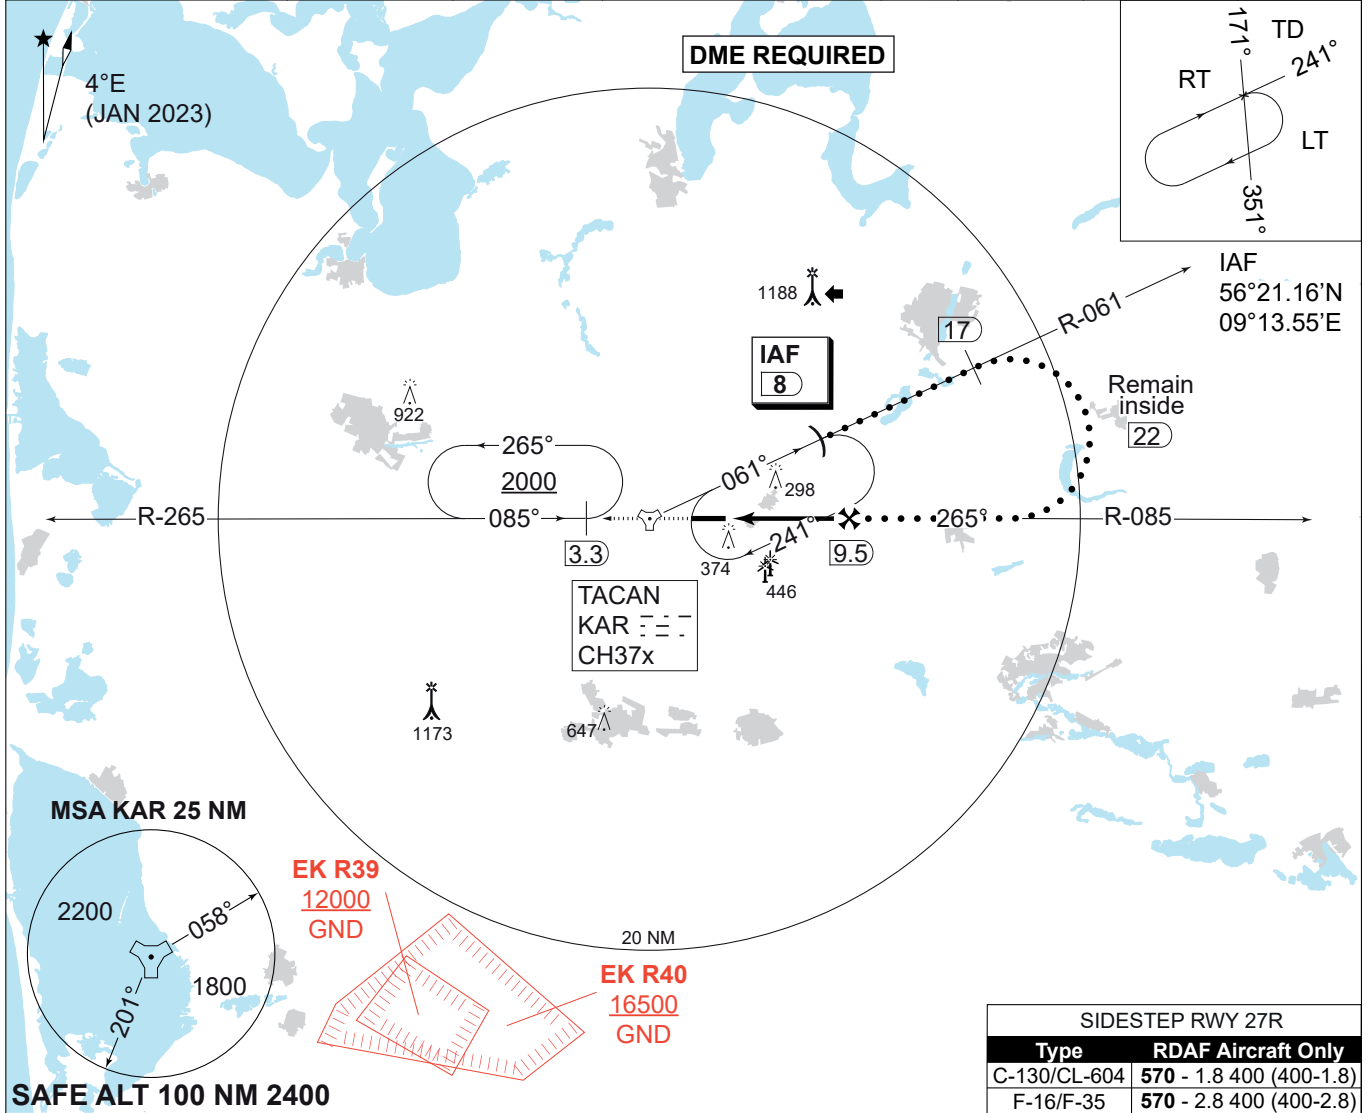 DME REQUIRED
4°E
(JAN 2023)
171°
TD
241°
RT
LT
351°
IAF
56°21.16'N
09°13.55'E
1188
R-061
17
IAF
8
Remain
inside
22
922
265°
2000
061°
298
R-265
085°
265°
R-085
3.3
241°
9.5
374
446
TACAN
KAR
CH37x
1173
647
MSA KAR 25 NM
2200
058°
1800
201°
EK R39
12000
GND
20 NM
EK R40
16500
GND
SAFE ALT 100 NM 2400
SIDESTEP RWY 27R
Type RDAF Aircraft Only
C-130/CL-604 570 - 1.8 400 (400-1.8)
F-16/F-35 570 - 2.8 400 (400-2.8)